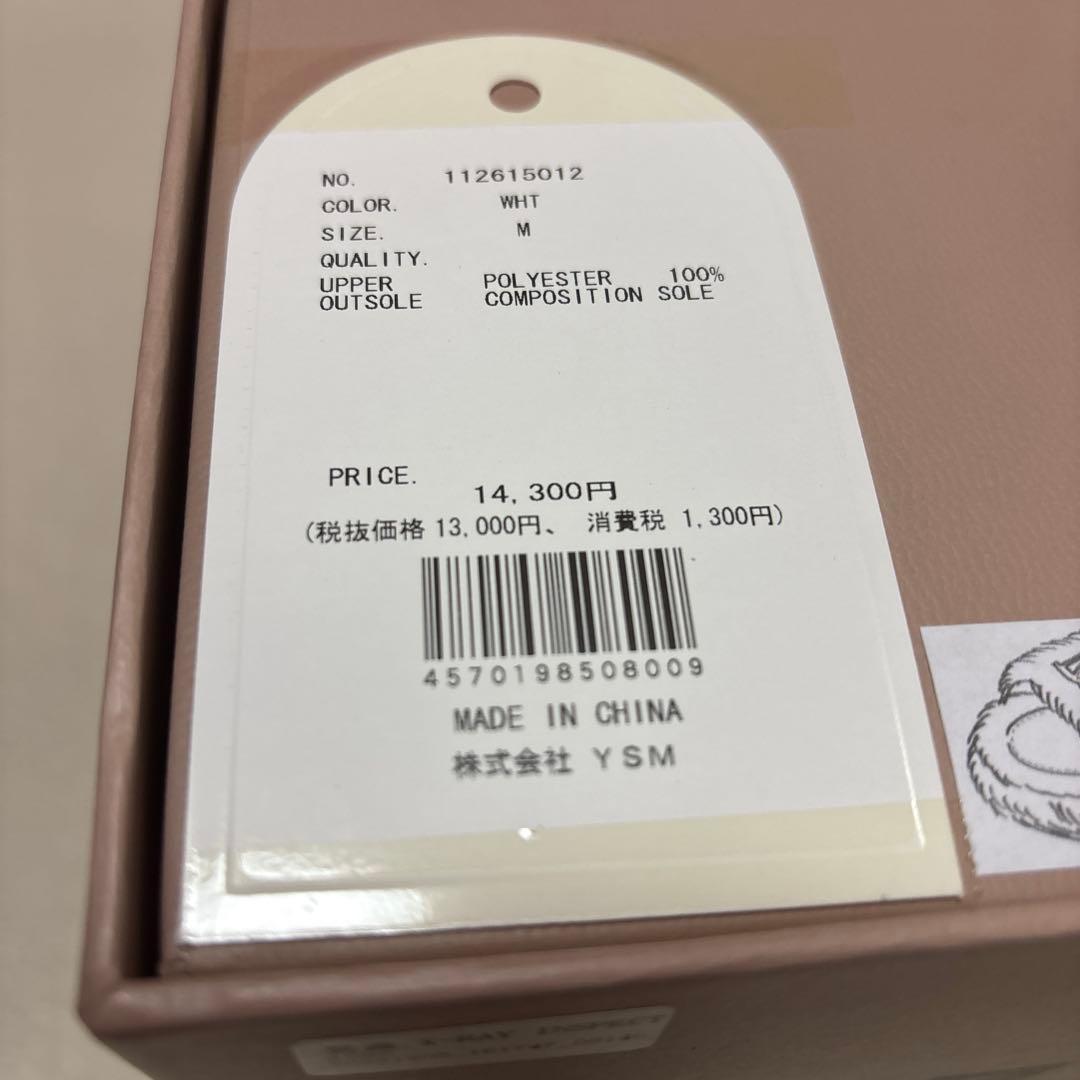 NO. 112615012
COLOR. WHT
SIZE. M
QUALITY.
UPPER POLYESTER 100%
OUTSOLE COMPOSITION SOLE
PRICE. 14,300円
(税抜価格 13,000円、 消費税 1,300円)
4570198508009
MADE IN CHINA
株式会社 YSM
X-RAY INSPECT